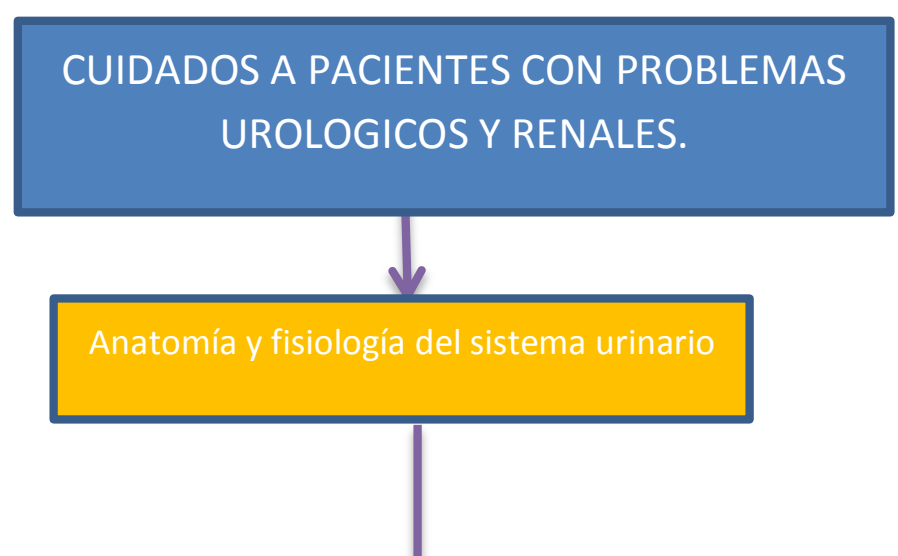 CUIDADOS A PACIENTES CON PROBLEMAS
UROLOGICOS Y RENALES.
Anatomía y fisiología del sistema urinario